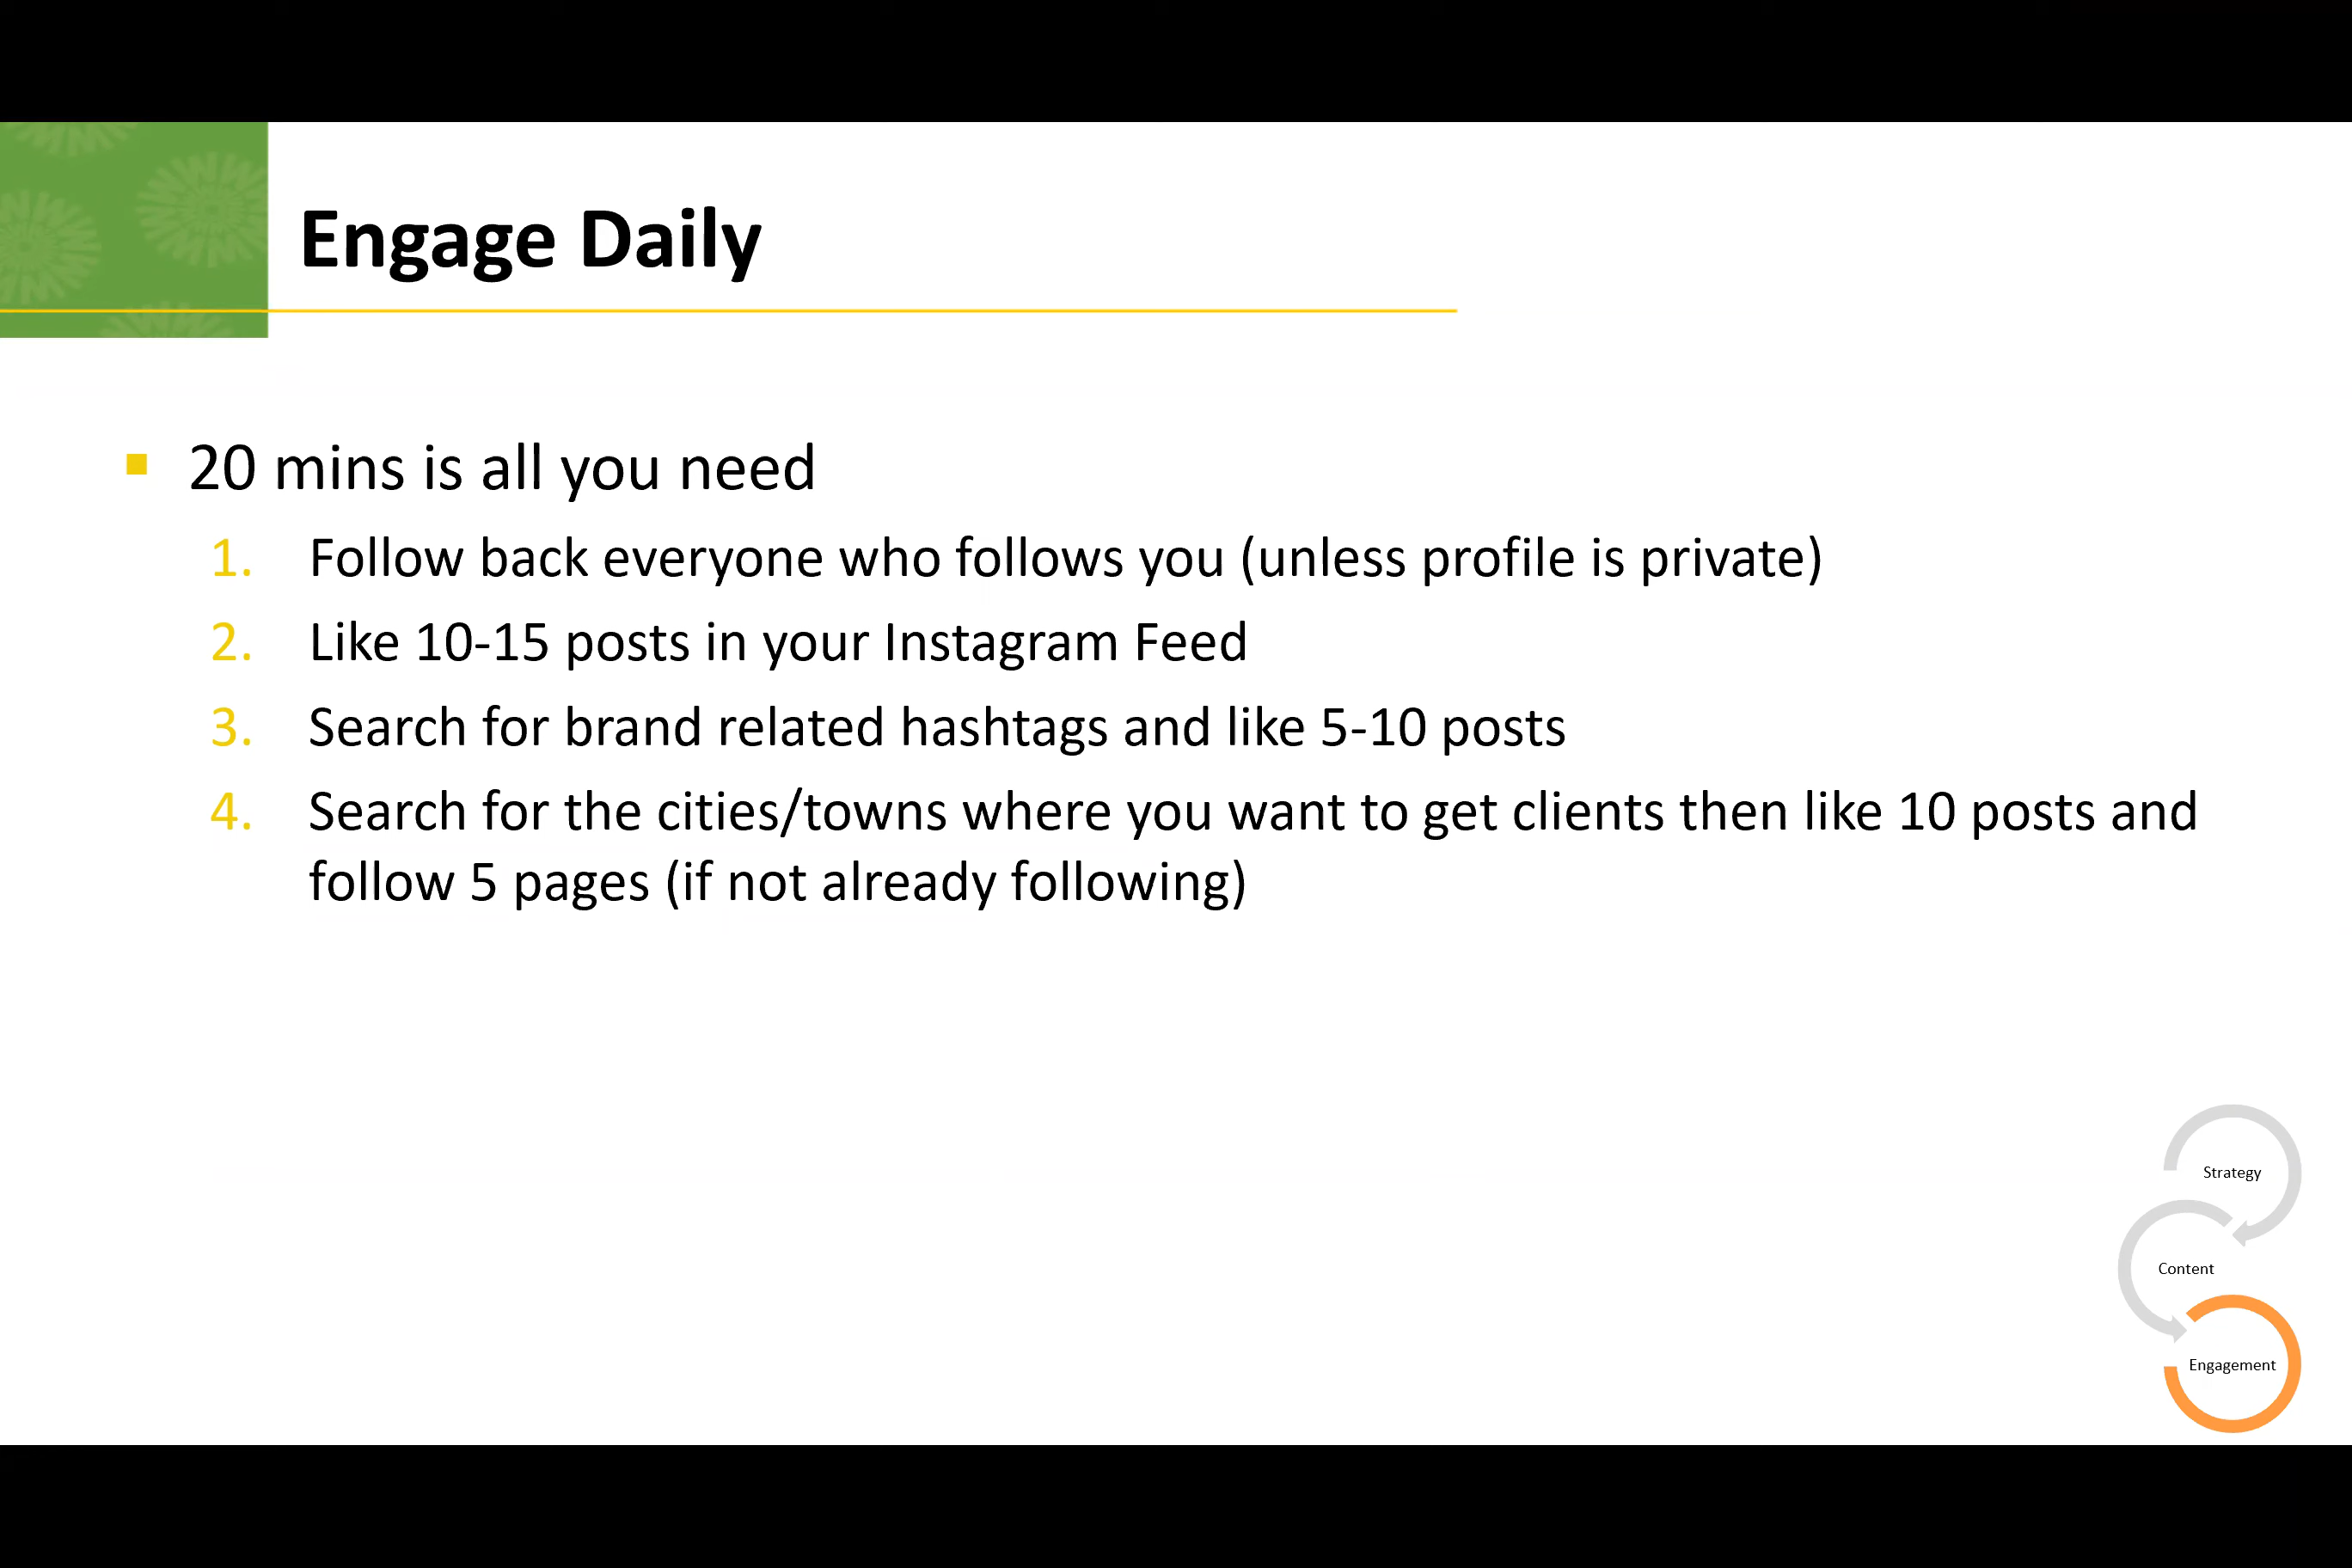 Engage Daily
20 mins is all you need
1. Follow back everyone who follows you (unless profile is private)
2. Like 10-15 posts in your Instagram Feed
3. Search for brand related hashtags and like 5-10 posts
4. Search for the cities/towns where you want to get clients then like 10 posts and
follow 5 pages (if not already following)
Strategy
Content
Engagement